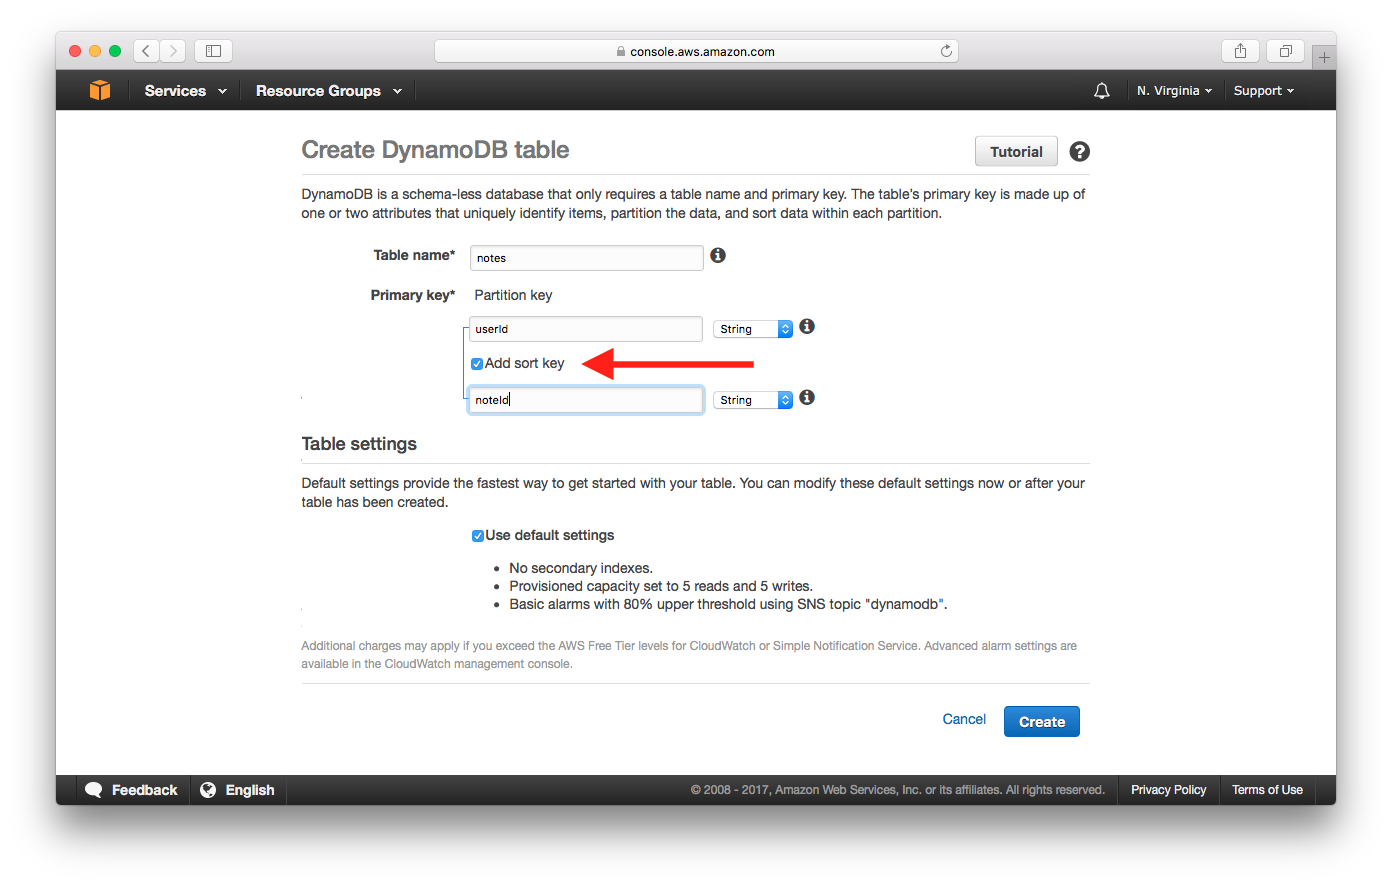 console.aws.amazon.com
Services
Resource Groups
N. Virginia
Support
Create DynamoDB table
Tutorial
DynamoDB is a schema-less database that only requires a table name and primary key. The table's primary key is made up of
one or two attributes that uniquely identify items, partition the data, and sort data within each partition.
Table name*
notes
Primary key*
Partition key
userId
String
Add sort key
noteId
String
Table settings
Default settings provide the fastest way to get started with your table. You can modify these default settings now or after your
table has been created.
Use default settings
No secondary indexes.
Provisioned capacity set to 5 reads and 5 writes.
Basic alarms with 80% upper threshold using SNS topic "dynamodb".
Additional charges may apply if you exceed the AWS Free Tier levels for CloudWatch or Simple Notification Service. Advanced alarm settings are
available in the CloudWatch management console.
Cancel
Create
Feedback
English
© 2008 - 2017, Amazon Web Services, Inc. or its affiliates. All rights reserved.
Privacy Policy
Terms of Use